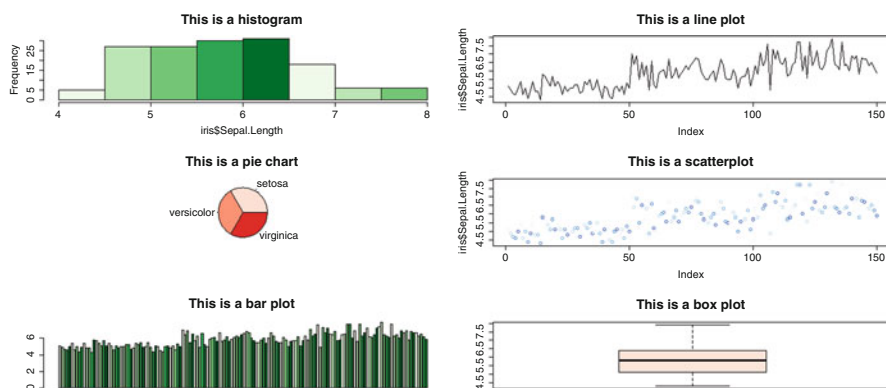 This is a histogram
Frequency
0 5 15 25
4 5 6 7 8
iris$Sepal.Length
This is a line plot
iris$Sepal.Length
4.5 5.5 6.5 7.5
0 50 100 150
Index
This is a pie chart
setosa
versicolor
virginica
This is a scatterplot
iris$Sepal.Length
4.5 5.5 6.5 7.5
0 50 100 150
Index
This is a bar plot
0 2 4 6
This is a box plot
4.5 5.5 6.5 7.5